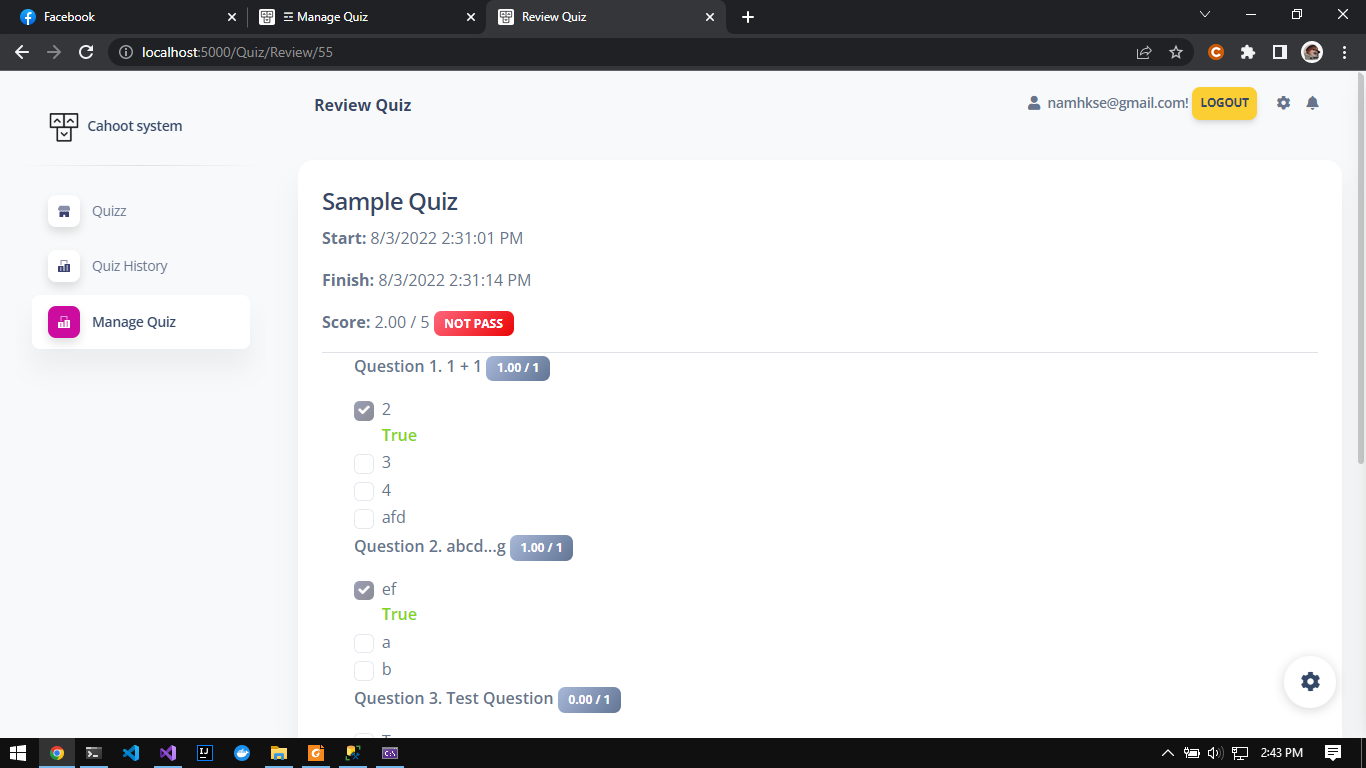 Facebook
☲ Manage Quiz
Review Quiz
localhost:5000/Quiz/Review/55
Cahoot system
Review Quiz
namhkse@gmail.com!
LOGOUT
Quizz
Quiz History
Manage Quiz
Sample Quiz
Start: 8/3/2022 2:31:01 PM
Finish: 8/3/2022 2:31:14 PM
Score: 2.00 / 5 NOT PASS
Question 1. 1 + 1 1.00 / 1
2
True
3
4
afd
Question 2. abcd...g 1.00 / 1
ef
True
a
b
Question 3. Test Question 0.00 / 1
2:43 PM